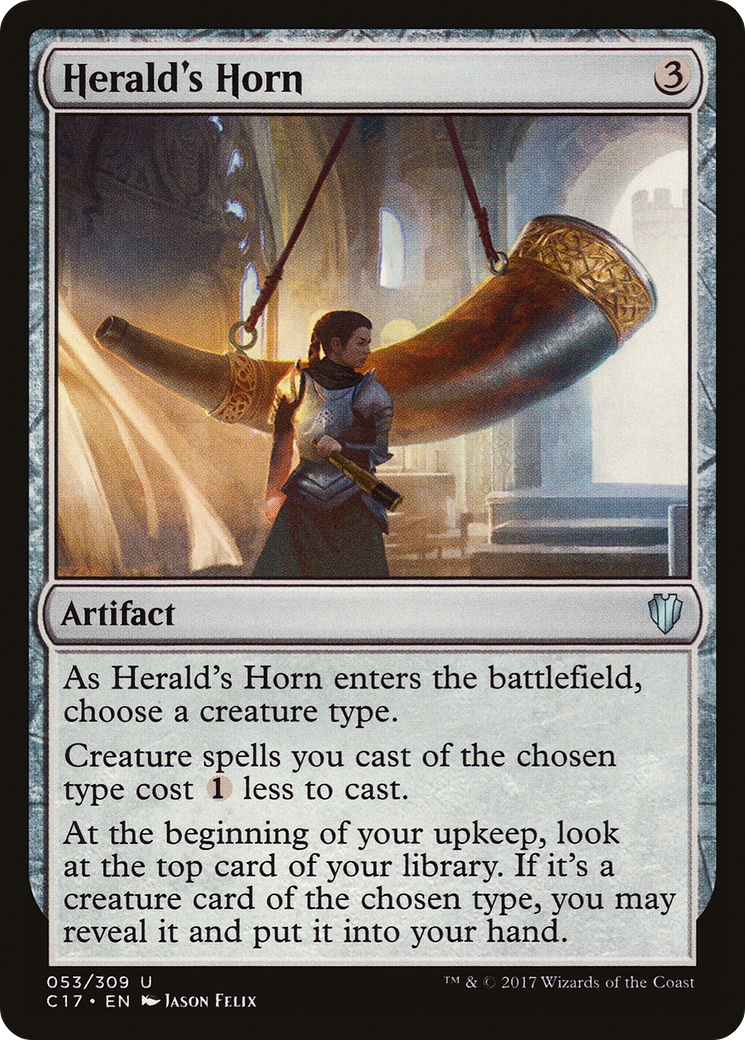 Herald's Horn 3
Artifact
As Herald's Horn enters the battlefield,
choose a creature type.
Creature spells you cast of the chosen
type cost 1 less to cast.
At the beginning of your upkeep, look
at the top card of your library. If it's a
creature card of the chosen type, you may
reveal it and put it into your hand.
053/309 U ™ & © 2017 Wizards of the Coast
C17 • EN Jason Felix